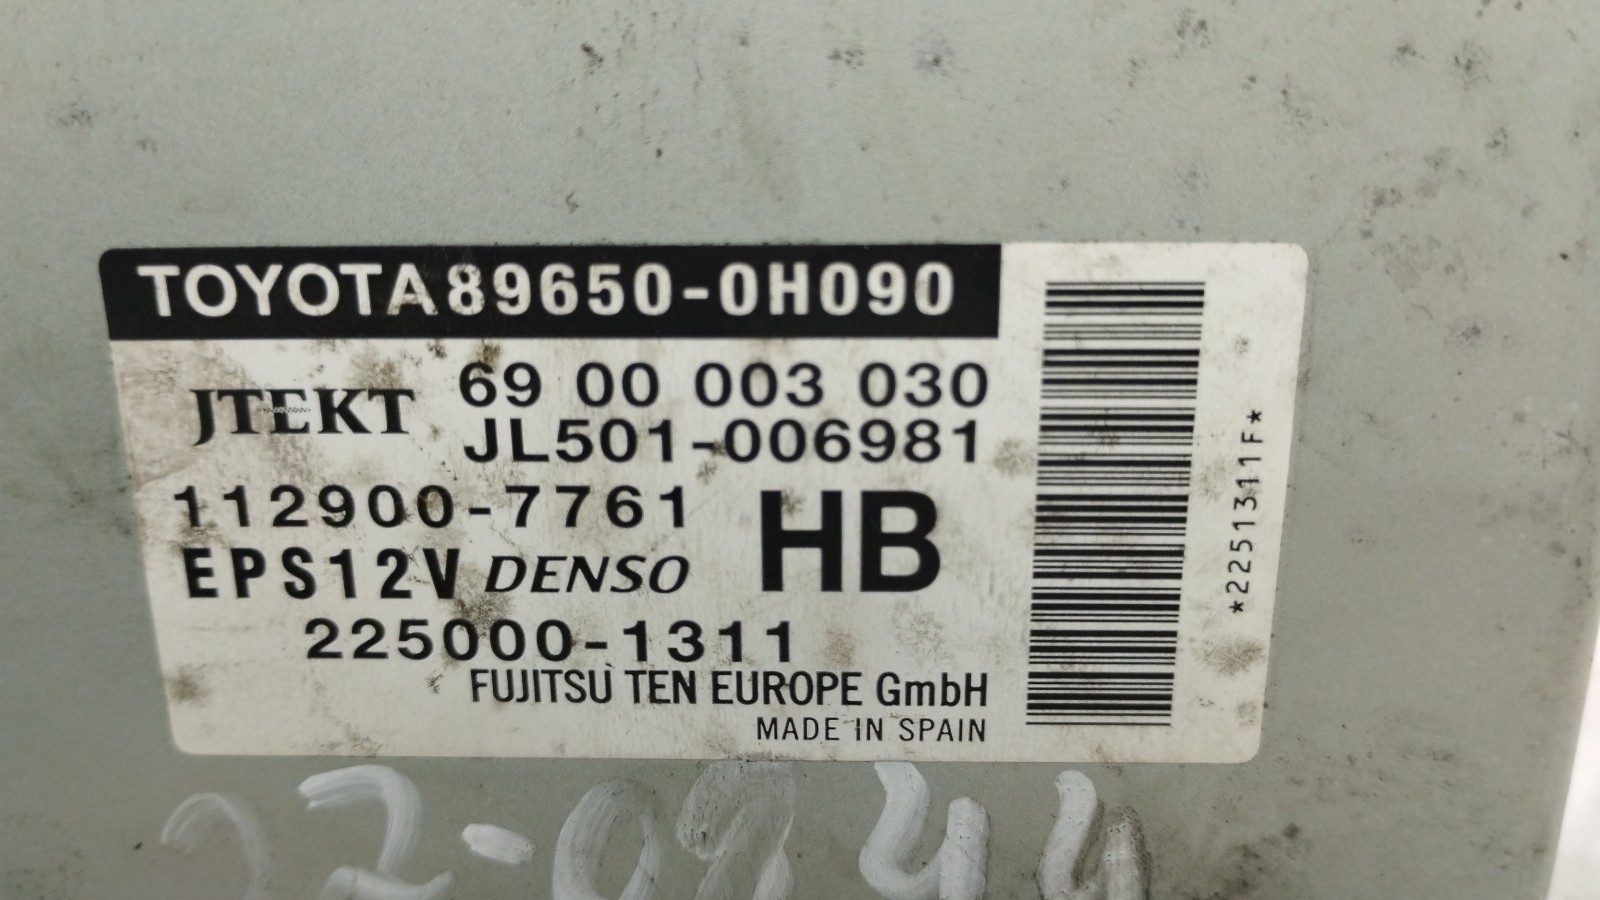 TOYOTA 89650-0H090
JTEKT 69 00 003 030
JL501-006981
112900-7761 HB
EPS12V DENSO
225000-1311
FUJITSU TEN EUROPE GmbH
MADE IN SPAIN
*2251311F*